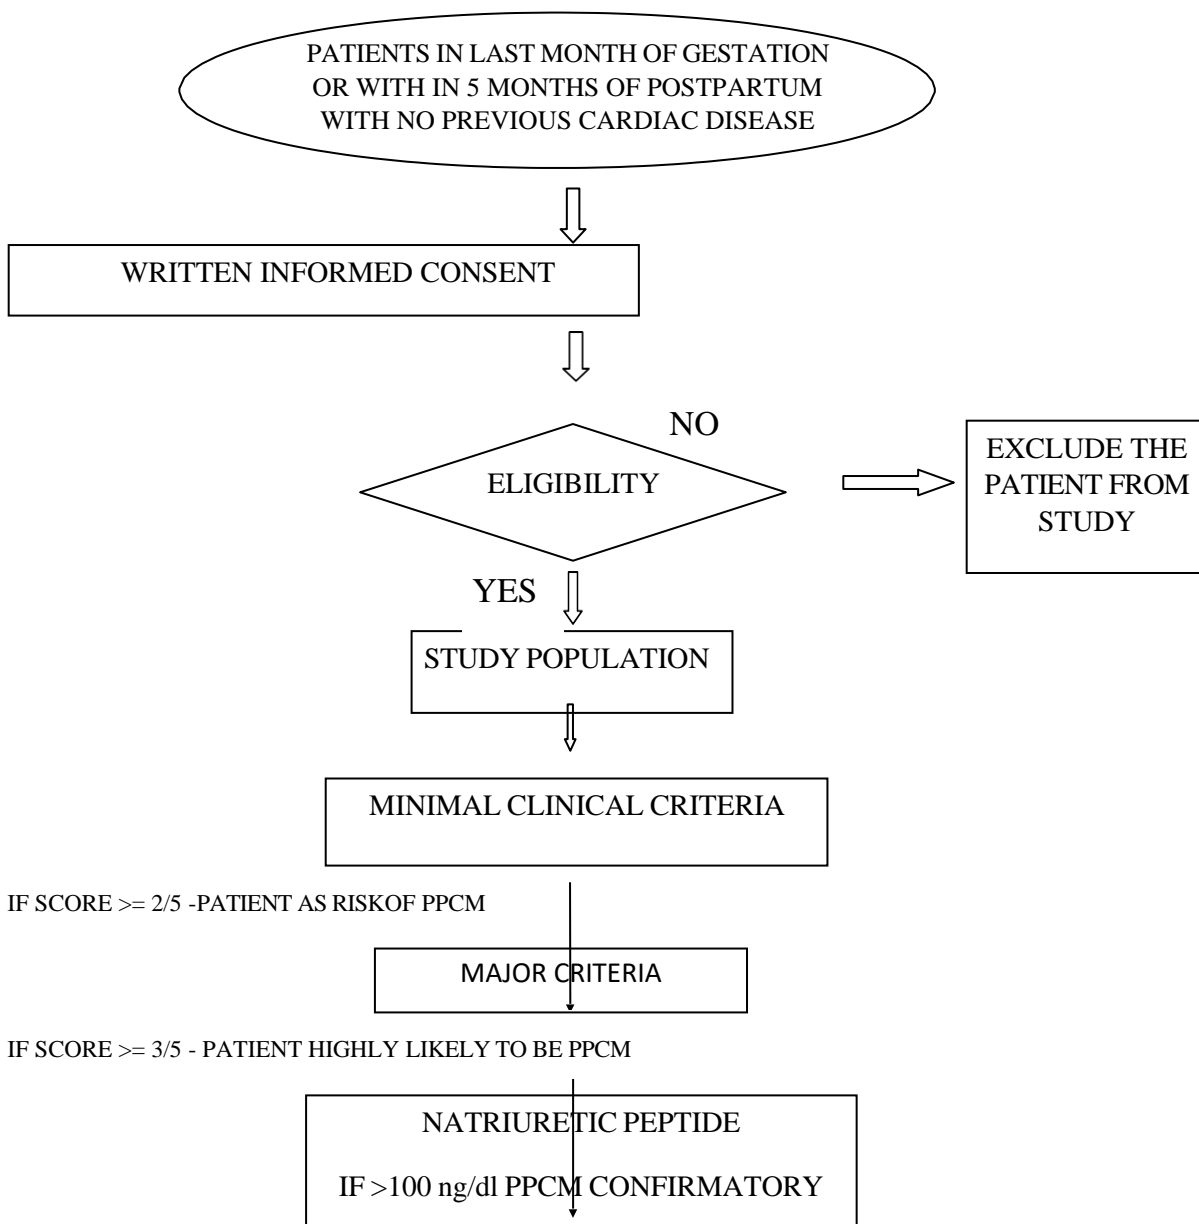 PATIENTS IN LAST MONTH OF GESTATION
OR WITH IN 5 MONTHS OF POSTPARTUM
WITH NO PREVIOUS CARDIAC DISEASE
WRITTEN INFORMED CONSENT
NO
ELIGIBILITY
EXCLUDE THE
PATIENT FROM
STUDY
YES
STUDY POPULATION
MINIMAL CLINICAL CRITERIA
IF SCORE >= 2/5 -PATIENT AS RISKOF PPCM
MAJOR CRITERIA
IF SCORE >= 3/5 - PATIENT HIGHLY LIKELY TO BE PPCM
NATRIURETIC PEPTIDE
IF >100 ng/dl PPCM CONFIRMATORY